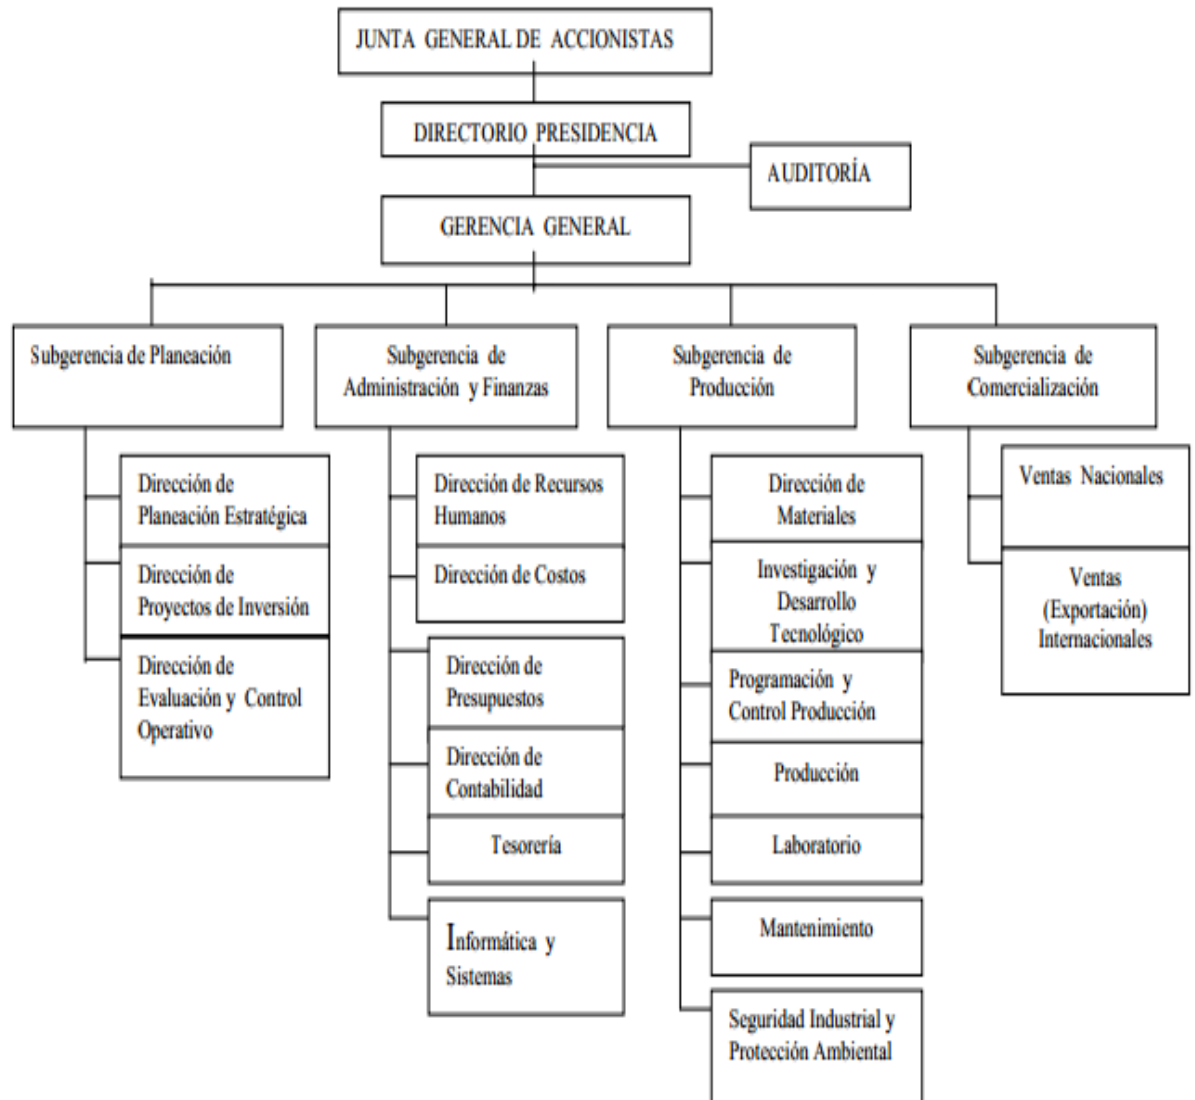 JUNTA GENERAL DE ACCIONISTAS
DIRECTORIO PRESIDENCIA
AUDITORÍA
GERENCIA GENERAL
Subgerencia de Planeación
Dirección de
Planeación Estratégica
Dirección de
Proyectos de Inversión
Dirección de
Evaluación y Control
Operativo
Subgerencia de
Administración y Finanzas
Dirección de Recursos
Humanos
Dirección de Costos
Dirección de
Presupuestos
Dirección de
Contabilidad
Tesorería
Informática y
Sistemas
Subgerencia de
Producción
Dirección de
Materiales
Investigación y
Desarrollo
Tecnológico
Programación y
Control Producción
Producción
Laboratorio
Mantenimiento
Seguridad Industrial y
Protección Ambiental
Subgerencia de
Comercialización
Ventas Nacionales
Ventas
(Exportación)
Internacionales